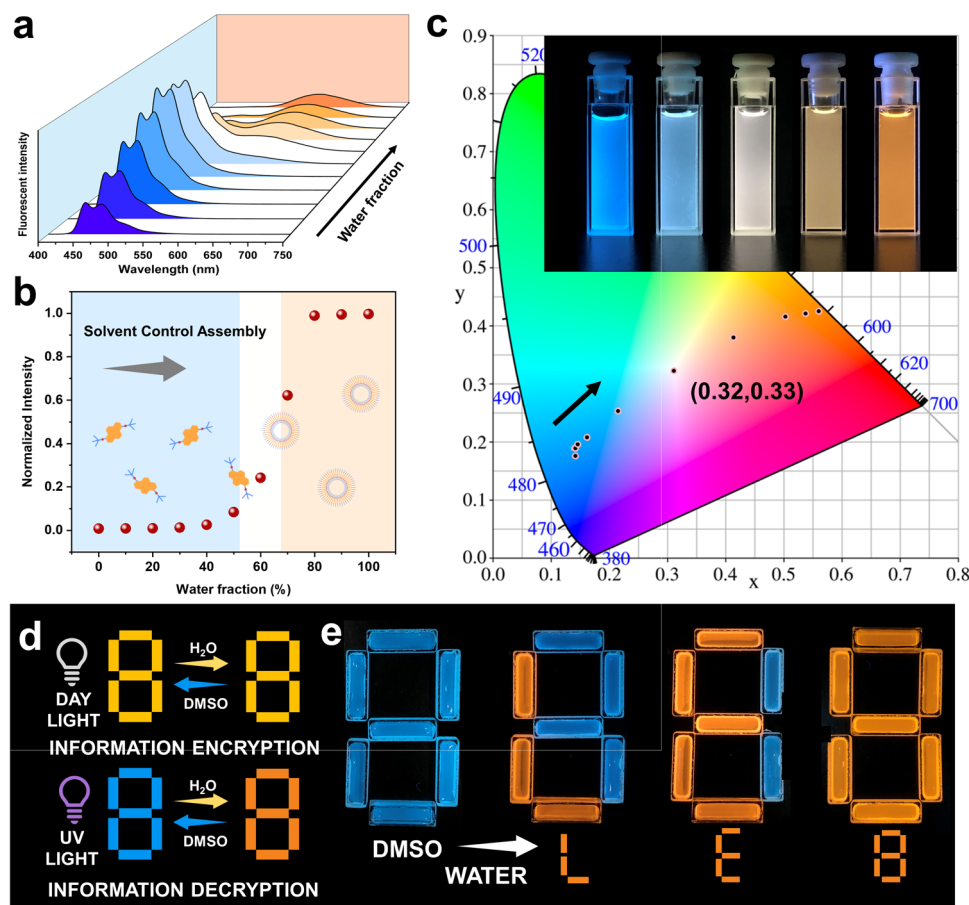 a
Fluorescent intensity
400 450 500 550 600 650 700 750
Wavelength (nm)
Water fraction
b
Normalized Intensity
1.0
0.8
0.6
0.4
0.2
0.0
Solvent Control Assembly
0 20 40 60 80 100
Water fraction (%)
c
0.9
0.8
0.7
0.6
0.5
0.4
0.3
0.2
0.1
0.0
y
520
500
490
480
470
460
380
600
620
700
(0.32,0.33)
0.0 0.1 0.2 0.3 0.4 0.5 0.6 0.7 0.8
x
d
DAY
LIGHT
H₂O
DMSO
INFORMATION ENCRYPTION
UV
LIGHT
H₂O
DMSO
INFORMATION DECRYPTION
e
DMSO
WATER
L E 8